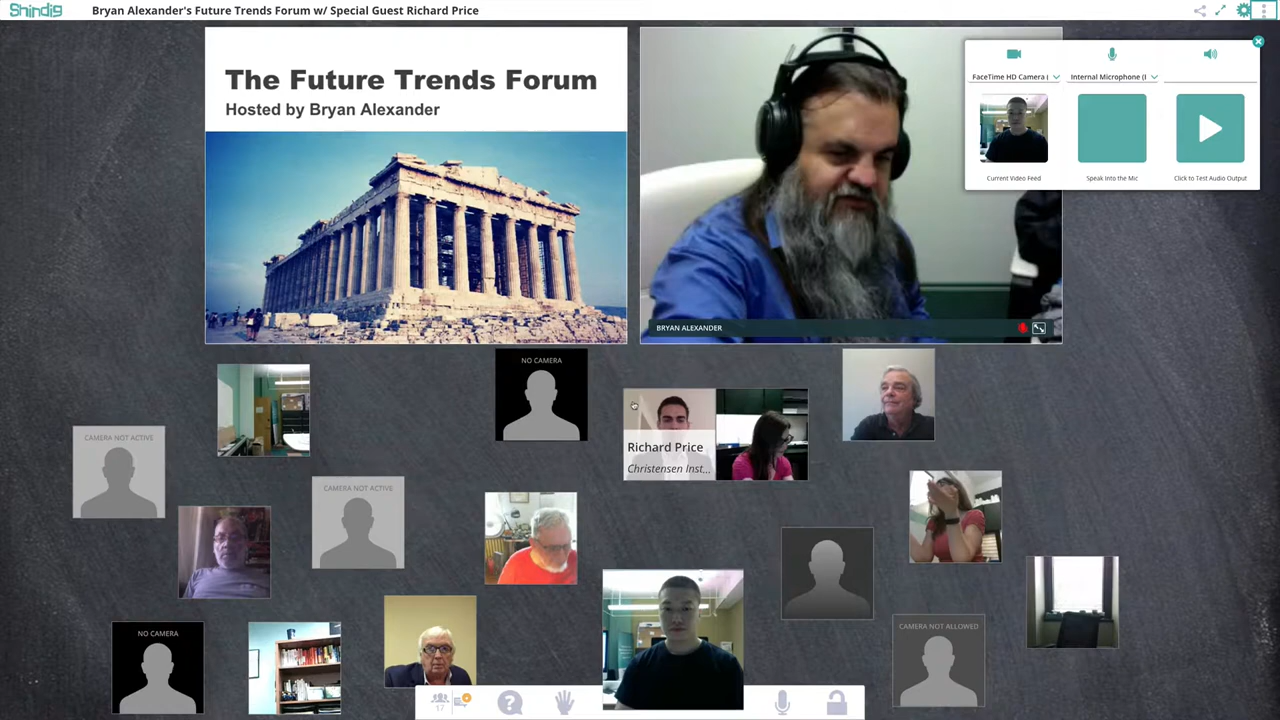 Shindig
Bryan Alexander's Future Trends Forum w/ Special Guest Richard Price
The Future Trends Forum
Hosted by Bryan Alexander
BRYAN ALEXANDER
FaceTime HD Camera (
Internal Microphone (I
Current Video Feed
Speak Into the Mic
Click to Test Audio Output
NO CAMERA
CAMERA NOT ACTIVE
Richard Price
Christensen Inst...
CAMERA NOT ACTIVE
NO CAMERA
CAMERA NOT ALLOWED
17